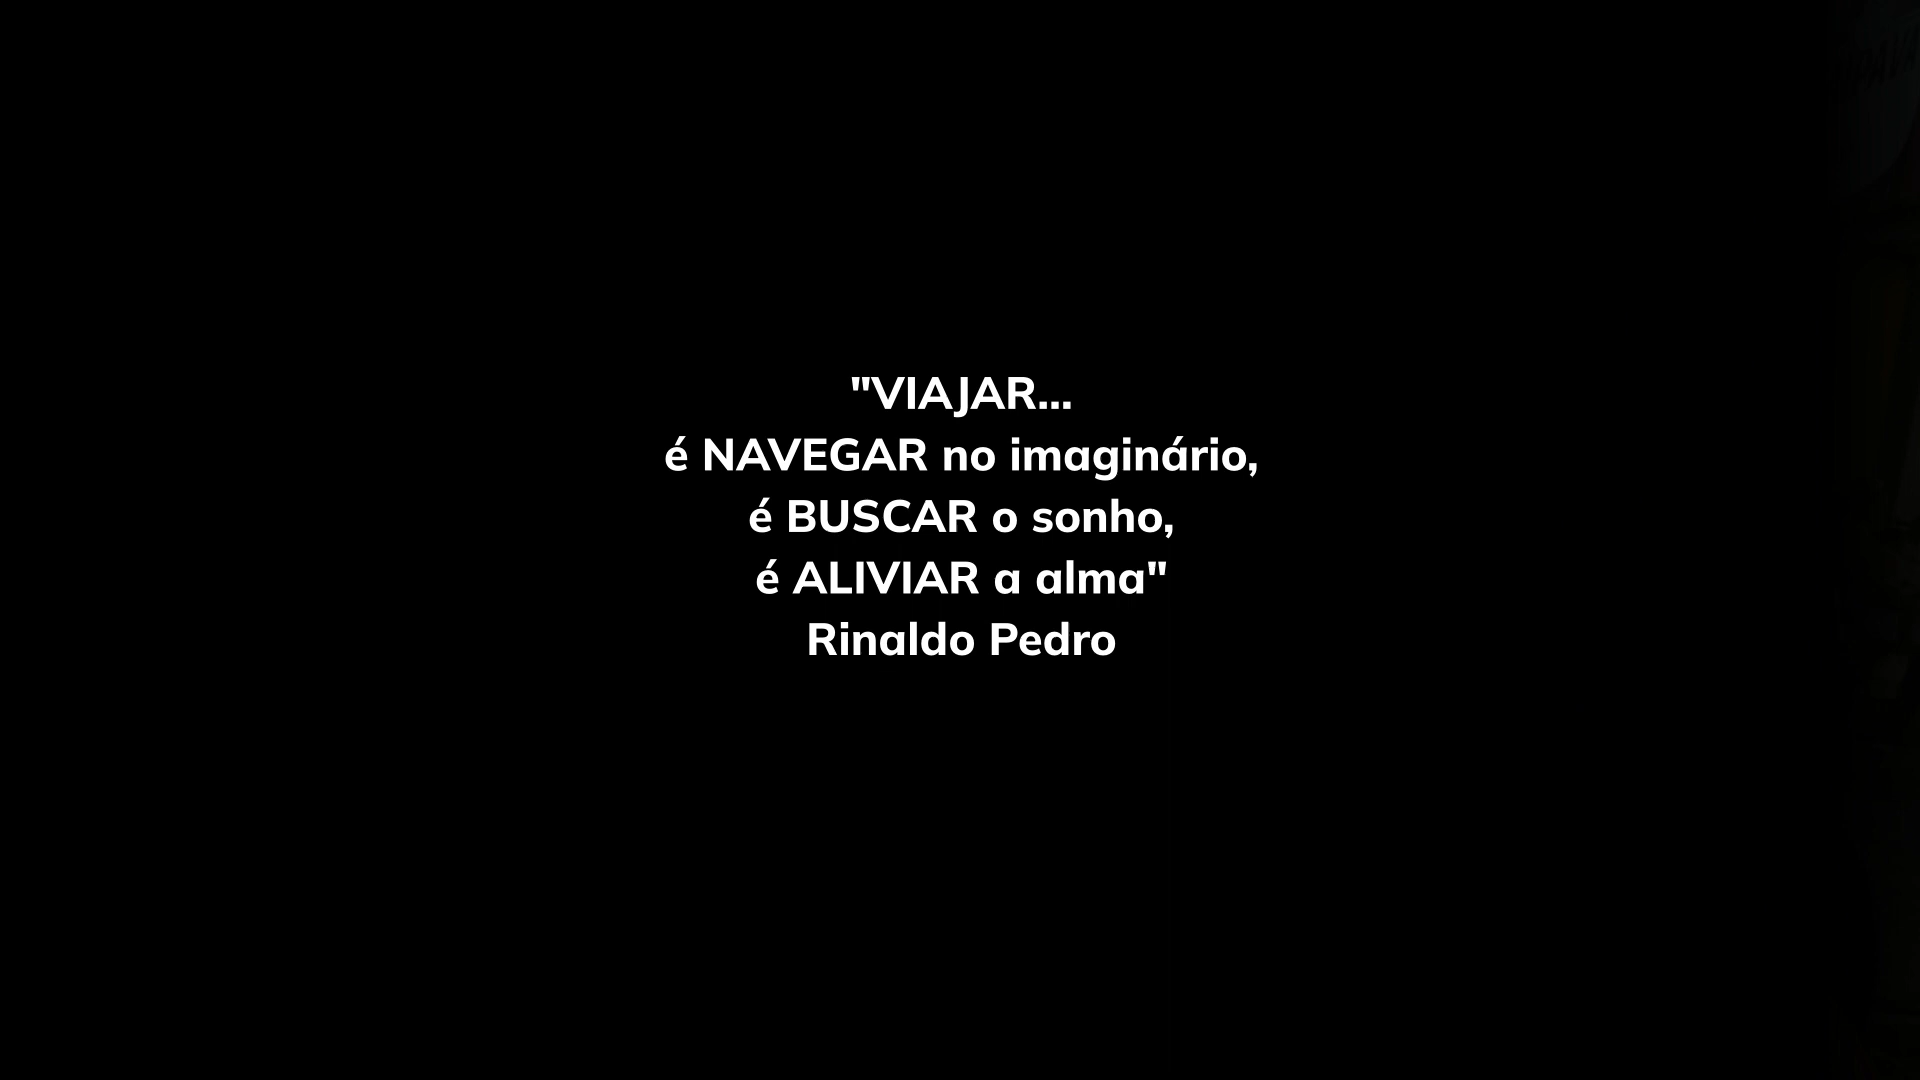 "VIAJAR...
é NAVEGAR no imaginário,
é BUSCAR o sonho,
é ALIVIAR a alma"
Rinaldo Pedro